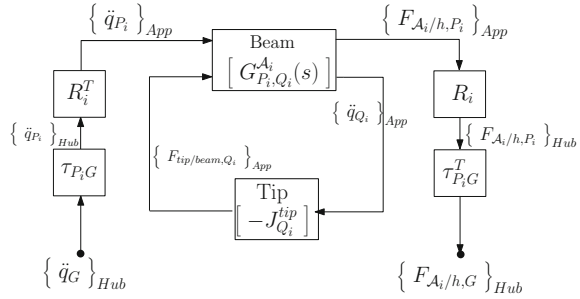 { q̈_{P_i} }_{App}
Beam
[ G^{𝒜_i}_{P_i,Q_i}(s) ]
{ F_{𝒜_i/h,P_i} }_{App}
R_i^T
R_i
{ q̈_{Q_i} }_{App}
{ q̈_{P_i} }_{Hub}
{ F_{𝒜_i/h,P_i} }_{Hub}
{ F_{tip/beam,Q_i} }_{App}
τ_{P_iG}
τ^T_{P_iG}
Tip
[ −J^{tip}_{Q_i} ]
{ q̈_G }_{Hub}
{ F_{𝒜_i/h,G} }_{Hub}